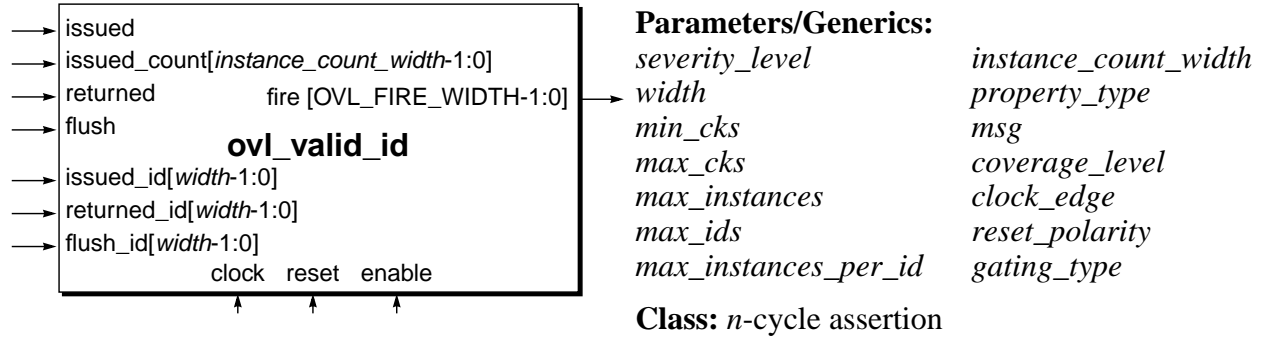 issued
issued_count[instance_count_width-1:0]
returned fire [OVL_FIRE_WIDTH-1:0]
flush
ovl_valid_id
issued_id[width-1:0]
returned_id[width-1:0]
flush_id[width-1:0]
clock reset enable
Parameters/Generics:
severity_level instance_count_width
width property_type
min_cks msg
max_cks coverage_level
max_instances clock_edge
max_ids reset_polarity
max_instances_per_id gating_type
Class: n-cycle assertion